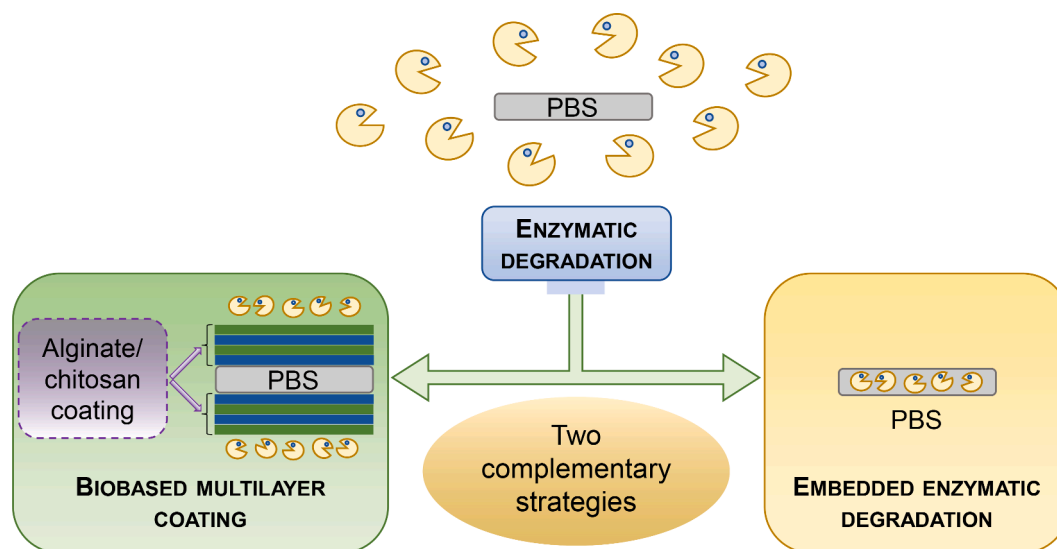 PBS
ENZYMATIC
DEGRADATION
Alginate/
chitosan
coating
PBS
BIOBASED MULTILAYER
COATING
Two
complementary
strategies
PBS
EMBEDDED ENZYMATIC
DEGRADATION